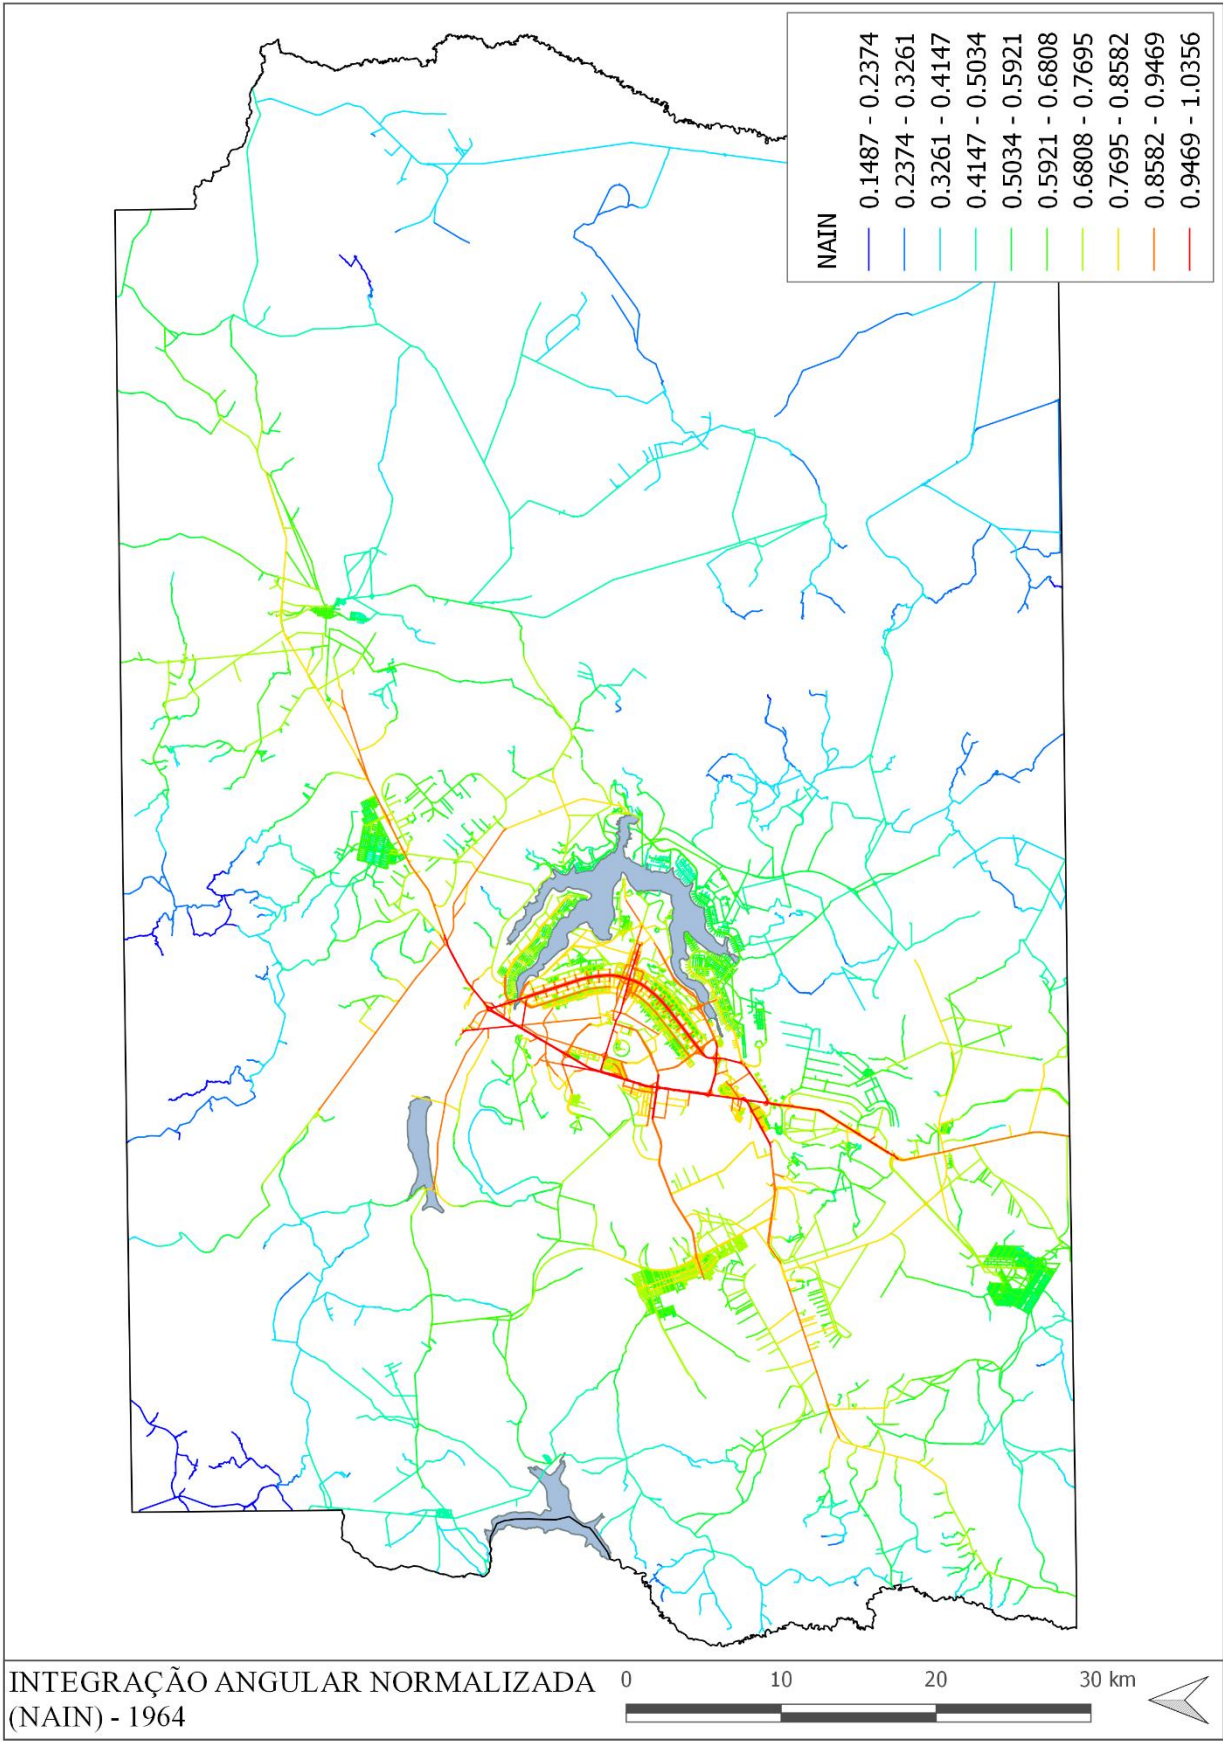 NAIN
0.1487 - 0.2374
0.2374 - 0.3261
0.3261 - 0.4147
0.4147 - 0.5034
0.5034 - 0.5921
0.5921 - 0.6808
0.6808 - 0.7695
0.7695 - 0.8582
0.8582 - 0.9469
0.9469 - 1.0356
INTEGRAÇÃO ANGULAR NORMALIZADA
(NAIN) - 1964
0 10 20 30 km